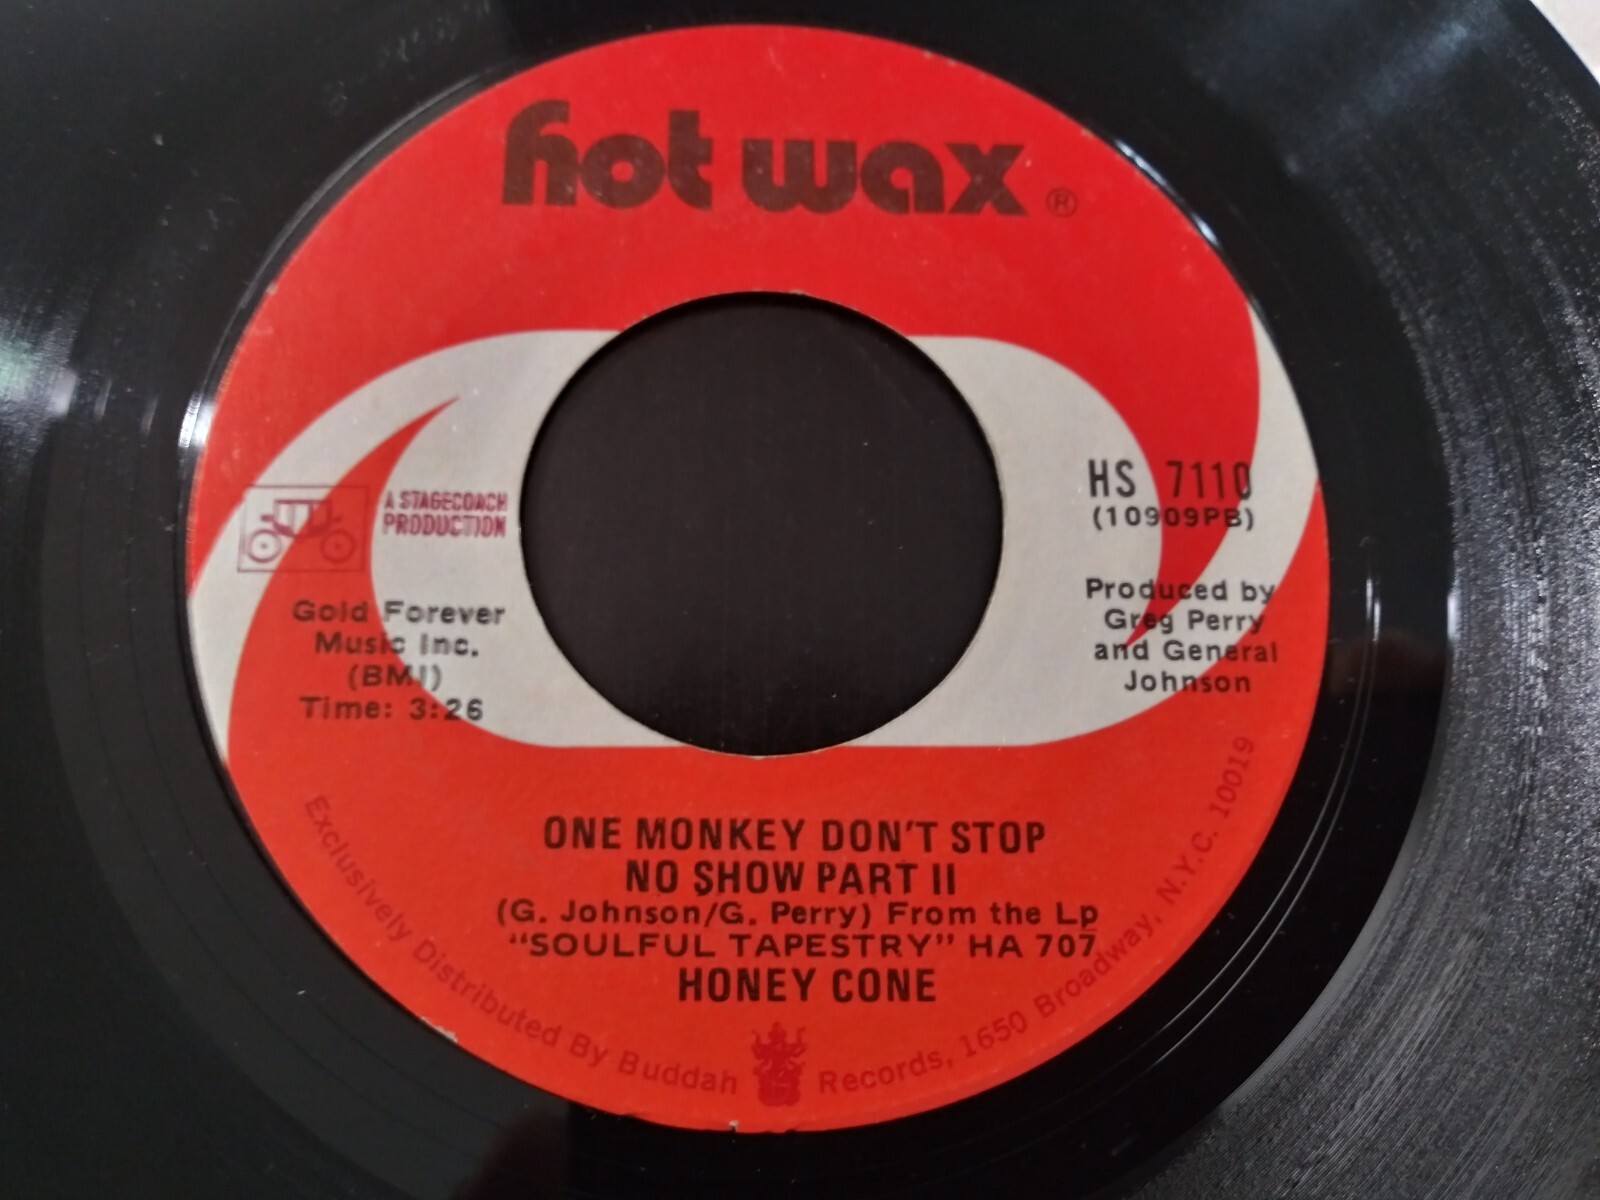 hot wax ®
A STAGECOACH
PRODUCTION
Gold Forever
Music Inc.
(BMI)
Time: 3:26
HS 7110
(10909PB)
Produced by
Greg Perry
and General
Johnson
ONE MONKEY DON'T STOP
NO SHOW PART II
(G. Johnson/G. Perry) From the Lp
"SOULFUL TAPESTRY" HA 707
HONEY CONE
Exclusively Distributed By Buddah Records, 1650 Broadway, N.Y.C. 10019